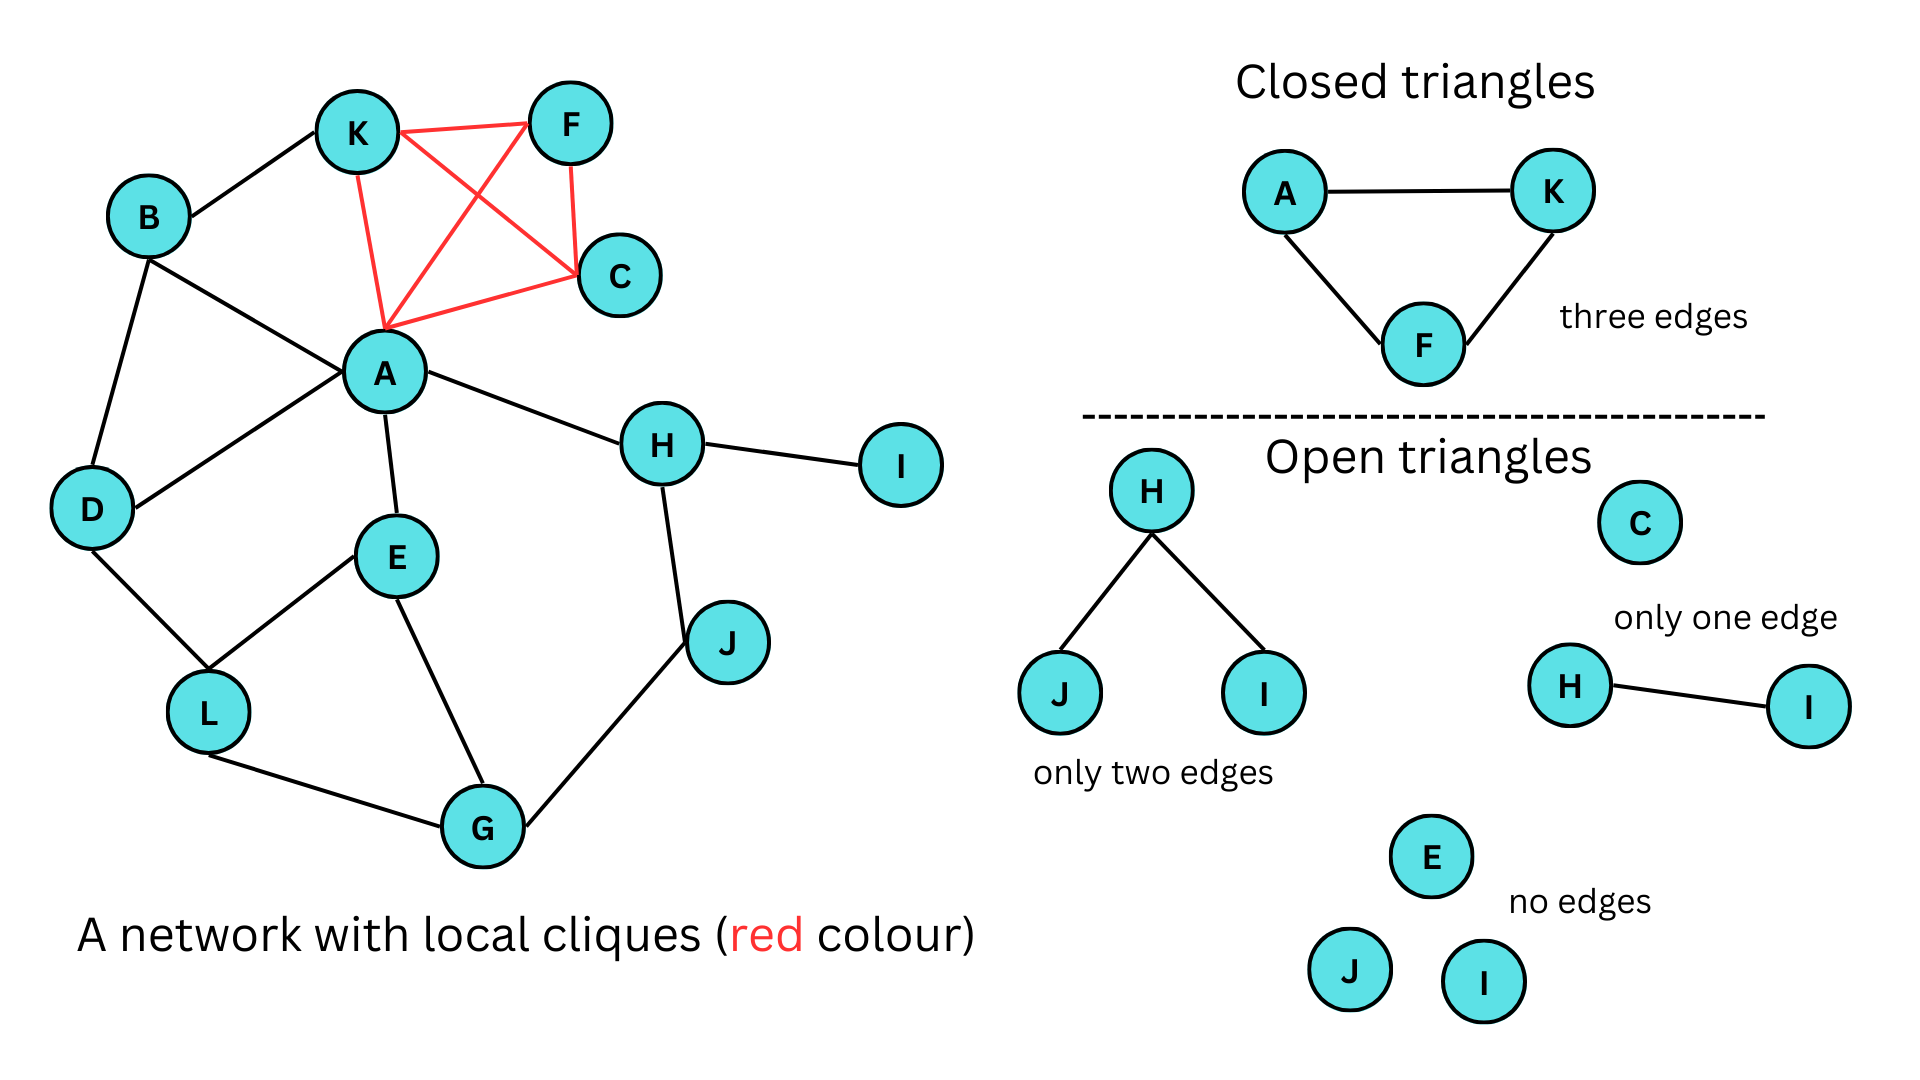 K
F
B
C
A
H
I
D
E
J
L
G
A network with local cliques (red colour)
Closed triangles
A
K
F
three edges
Open triangles
H
J
I
only two edges
C
only one edge
H
I
E
no edges
J
I